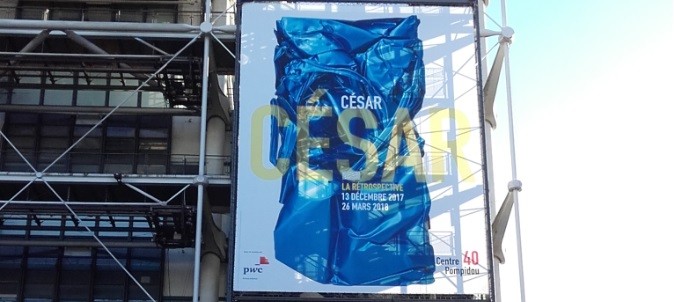 CÉSAR
CÉSAR
LA RÉTROSPECTIVE
13 DÉCEMBRE 2017
26 MARS 2018
pwc
Centre 40
Pompidou